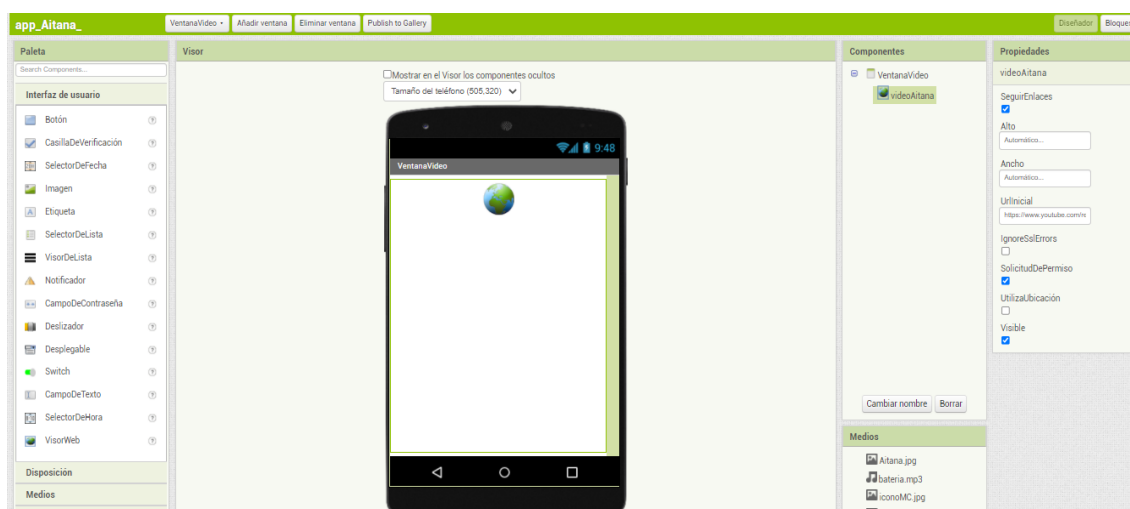 app_Aitana_
VentanaVideo
Añadir ventana
Eliminar ventana
Publish to Gallery
Diseñador
Bloque
Paleta
Search Components...
Interfaz de usuario
Botón
CasillaDeVerificación
SelectorDeFecha
Imagen
Etiqueta
SelectorDeLista
VisorDeLista
Notificador
CampoDeContraseña
Deslizador
Desplegable
Switch
CampoDeTexto
SelectorDeHora
VisorWeb
Disposición
Medios
Visor
Mostrar en el Visor los componentes ocultos
Tamaño del teléfono (505,320)
9:48
VentanaVideo
Componentes
VentanaVideo
videoAitana
Cambiar nombre
Borrar
Medios
Aitana.jpg
bateria.mp3
iconoMC.jpg
Propiedades
videoAitana
SeguirEnlaces
Alto
Automático...
Ancho
Automático...
UrlInicial
https://www.youtube.com/re
IgnoreSslErrors
SolicitudDePermiso
UtilizaUbicación
Visible